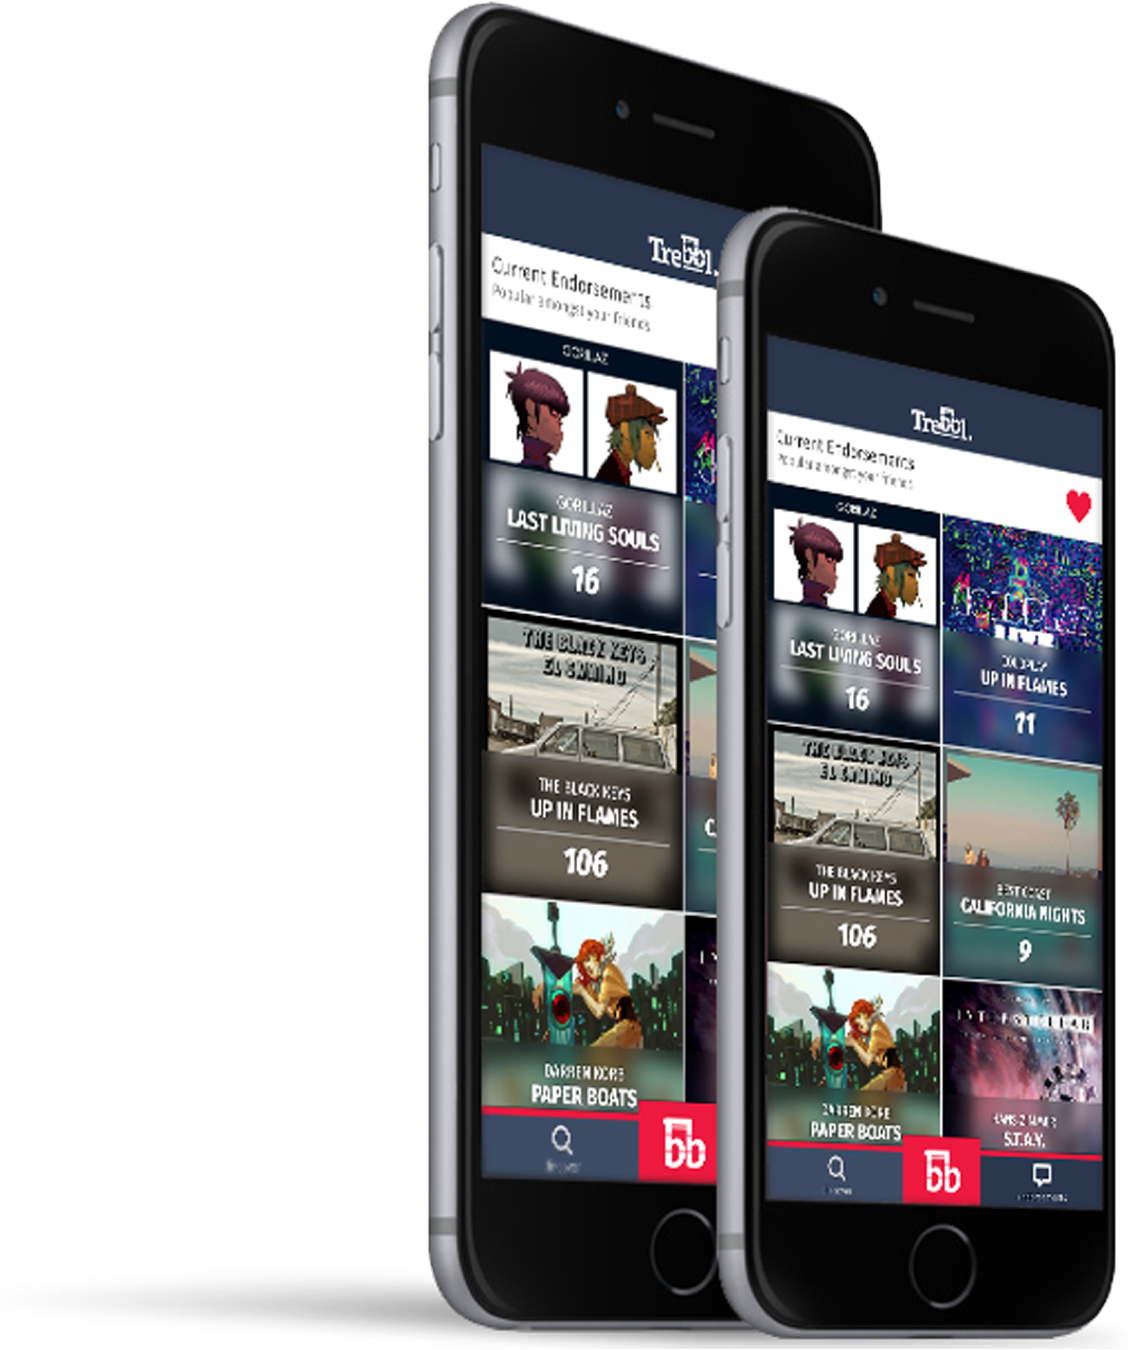 Trebbl.
Current Endorsements
Popular amongst your friends
GORILLAZ
GORILLAZ
LAST LIVING SOULS
16
THE BLACK KEYS
EL CAMINO
THE BLACK KEYS
UP IN FLAMES
106
DARREN KORB
PAPER BOATS
bb
Trebbl.
Current Endorsements
Popular amongst your friends
GORILLAZ
GORILLAZ
LAST LIVING SOULS
16
COLDPLAY
UP IN FLAMES
11
THE BLACK KEYS
EL CAMINO
THE BLACK KEYS
UP IN FLAMES
106
BEST COAST
CALIFORNIA NIGHTS
9
DARREN KORB
PAPER BOATS
INTERSTELLAR
HANS ZIMMER
S.T.A.Y.
bb